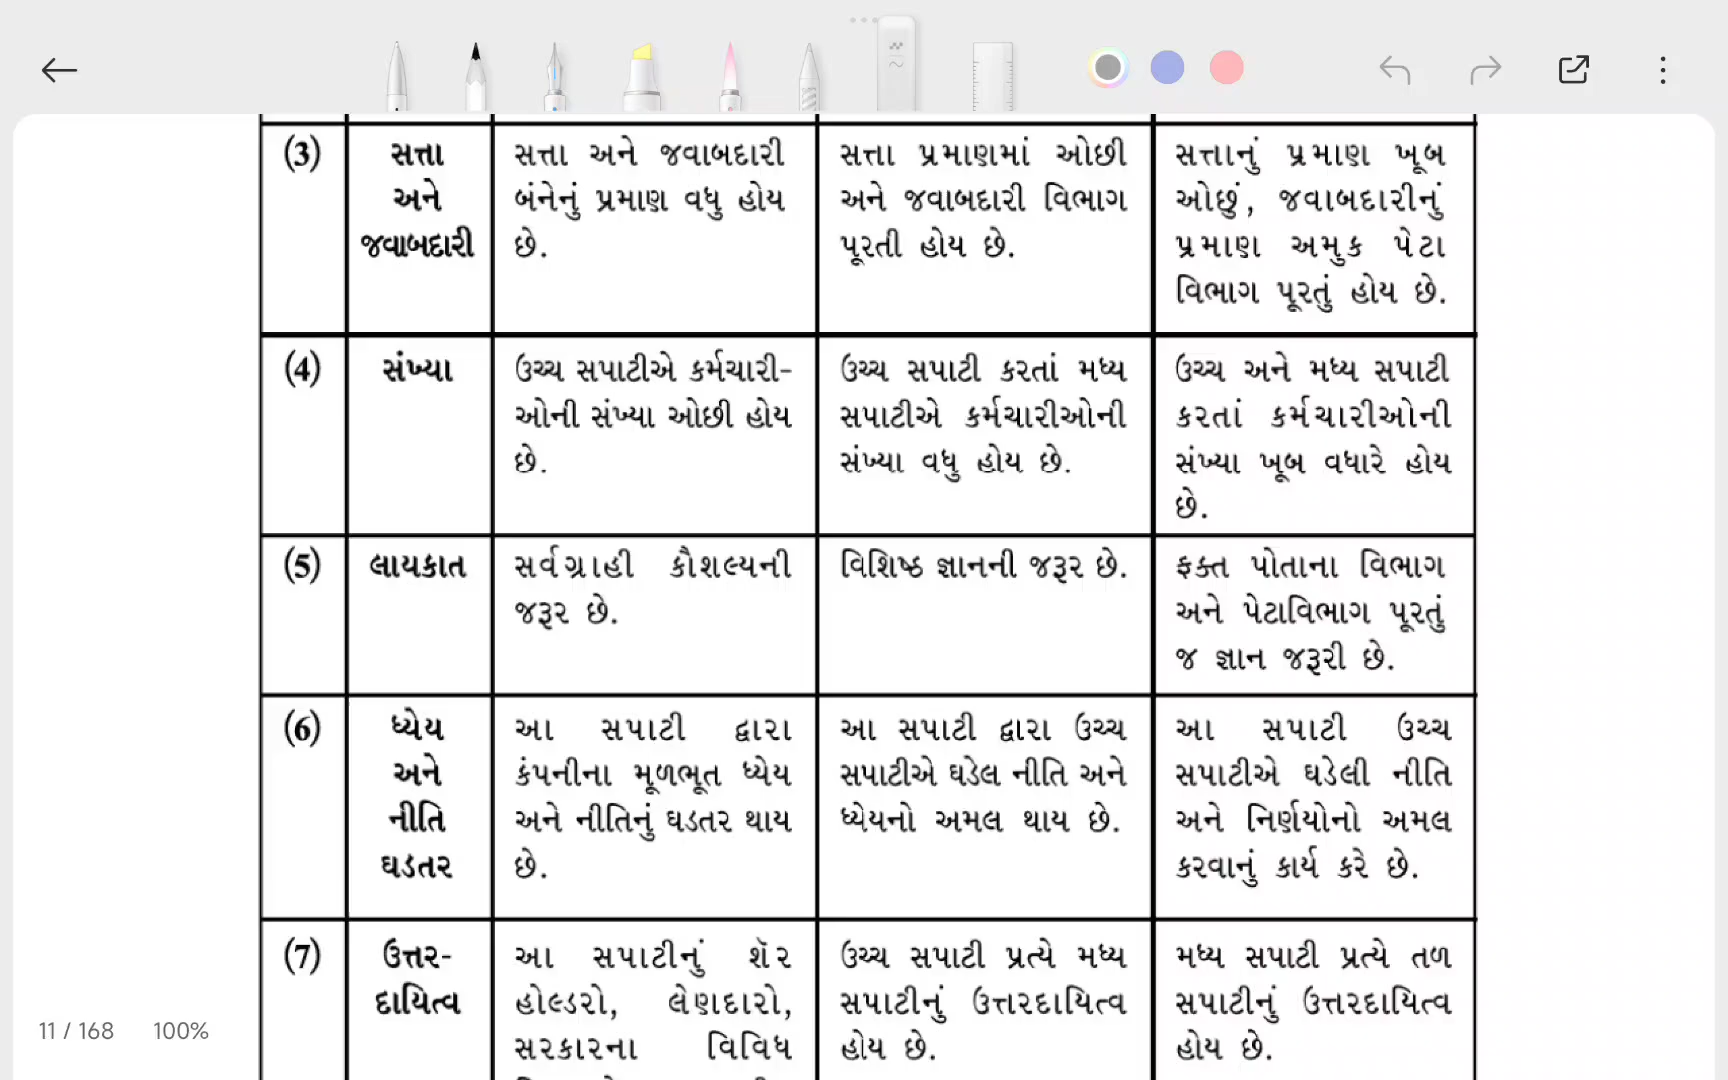 (3)
સત્તા
અને
જવાબદારી
સત્તા અને જવાબદારી
બંનેનું પ્રમાણ વધુ હોય
છે.
સત્તા પ્રમાણમાં ઓછી
અને જવાબદારી વિભાગ
પૂરતી હોય છે.
સત્તાનું પ્રમાણ ખૂબ
ઓછું, જવાબદારીનું
પ્રમાણ અમુક પેટા
વિભાગ પૂરતું હોય છે.
(4)
સંખ્યા
ઉચ્ચ સપાટીએ કર્મચારી-
ઓની સંખ્યા ઓછી હોય
છે.
ઉચ્ચ સપાટી કરતાં મધ્ય
સપાટીએ કર્મચારીઓની
સંખ્યા વધુ હોય છે.
ઉચ્ચ અને મધ્ય સપાટી
કરતાં કર્મચારીઓની
સંખ્યા ખૂબ વધારે હોય
છે.
(5)
લાયકાત
સર્વગ્રાહી કૌશલ્યની
જરૂર છે.
વિશિષ્ઠ જ્ઞાનની જરૂર છે.
ફક્ત પોતાના વિભાગ
અને પેટાવિભાગ પૂરતું
જ જ્ઞાન જરૂરી છે.
(6)
ધ્યેય
અને
નીતિ
ઘડતર
આ સપાટી દ્વારા
કંપનીના મૂળભૂત ધ્યેય
અને નીતિનું ઘડતર થાય
છે.
આ સપાટી દ્વારા ઉચ્ચ
સપાટીએ ઘડેલ નીતિ અને
ધ્યેયનો અમલ થાય છે.
આ સપાટી ઉચ્ચ
સપાટીએ ઘડેલી નીતિ
અને નિર્ણયોનો અમલ
કરવાનું કાર્ય કરે છે.
(7)
ઉત્તર-
દાયિત્વ
આ સપાટીનું શૅર
હોલ્ડરો, લેણદારો,
સરકારના વિવિધ
ઉચ્ચ સપાટી પ્રત્યે મધ્ય
સપાટીનું ઉત્તરદાયિત્વ
હોય છે.
મધ્ય સપાટી પ્રત્યે તળ
સપાટીનું ઉત્તરદાયિત્વ
હોય છે.
11 / 168 100%